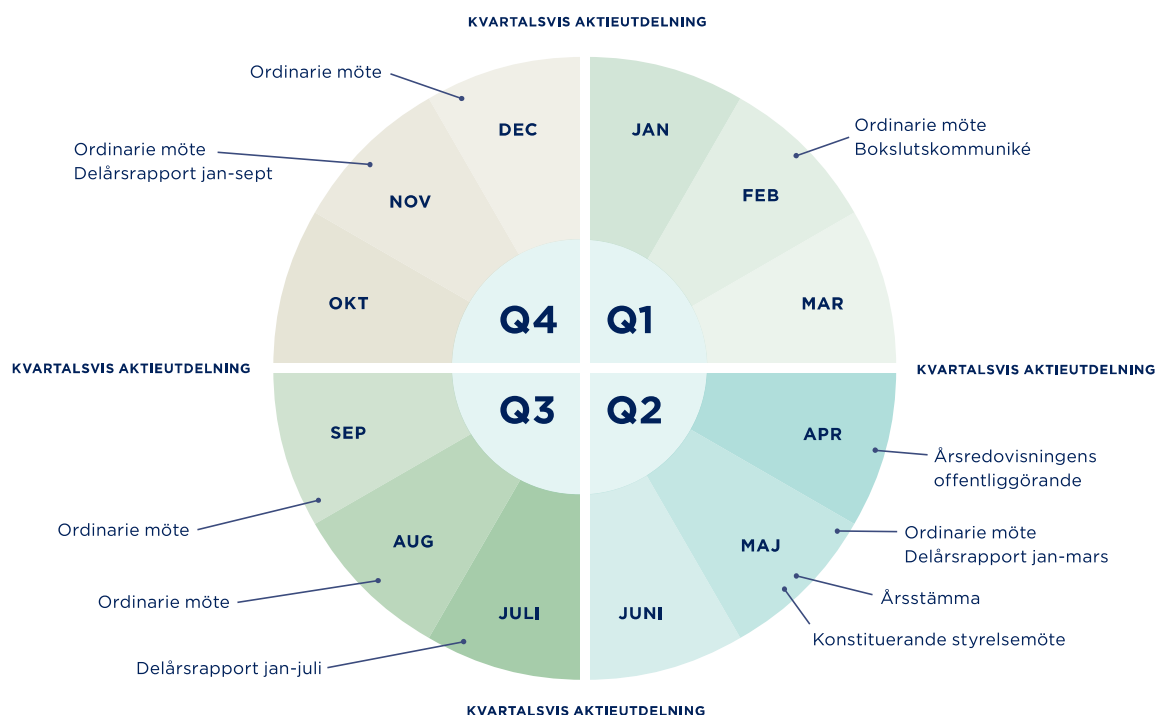 KVARTALSVIS AKTIEUTDELNING
Ordinarie möte
DEC
JAN
Ordinarie möte
Bokslutskommuniké
Ordinarie möte
Delårsrapport jan-sept
NOV
FEB
OKT
MAR
Q4
Q1
KVARTALSVIS AKTIEUTDELNING
KVARTALSVIS AKTIEUTDELNING
Q3
Q2
SEP
APR
Årsredovisningens
offentliggörande
Ordinarie möte
AUG
MAJ
Ordinarie möte
Delårsrapport jan-mars
Ordinarie möte
Årsstämma
JULI
JUNI
Konstituerande styrelsemöte
Delårsrapport jan-juli
KVARTALSVIS AKTIEUTDELNING